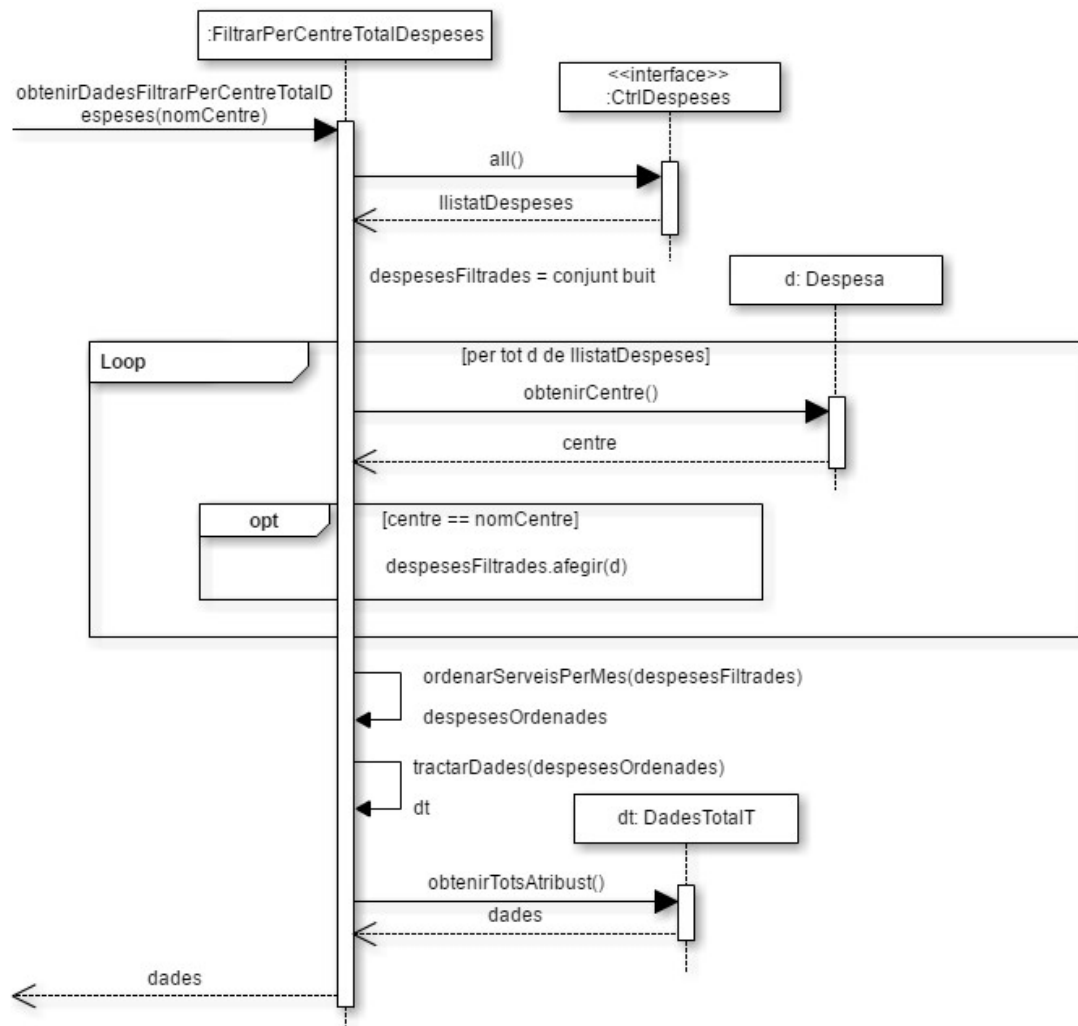 :FiltrarPerCentreTotalDespeses
<<interface>>
:CtrlDespeses
obtenirDadesFiltrarPerCentreTotalD
espeses(nomCentre)
all()
llistatDespeses
despesesFiltrades = conjunt buit
d: Despesa
Loop
[per tot d de llistatDespeses]
obtenirCentre()
centre
opt
[centre == nomCentre]
despesesFiltrades.afegir(d)
ordenarServeisPerMes(despesesFiltrades)
despesesOrdenades
tractarDades(despesesOrdenades)
dt
dt: DadesTotalT
obtenirTotsAtribust()
dades
dades